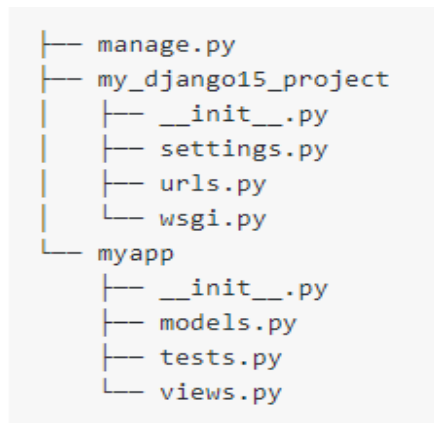 ├── manage.py
├── my_django15_project
│   ├── __init__.py
│   ├── settings.py
│   ├── urls.py
│   └── wsgi.py
└── myapp
    ├── __init__.py
    ├── models.py
    ├── tests.py
    └── views.py